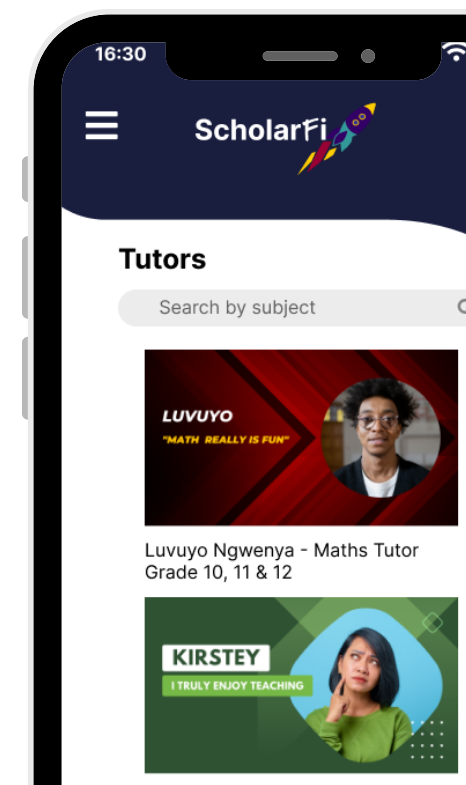 16:30
ScholarFi
Tutors
Search by subject
LUVUYO
"MATH REALLY IS FUN"
Luvuyo Ngwenya - Maths Tutor
Grade 10, 11 & 12
KIRSTEY
I TRULY ENJOY TEACHING